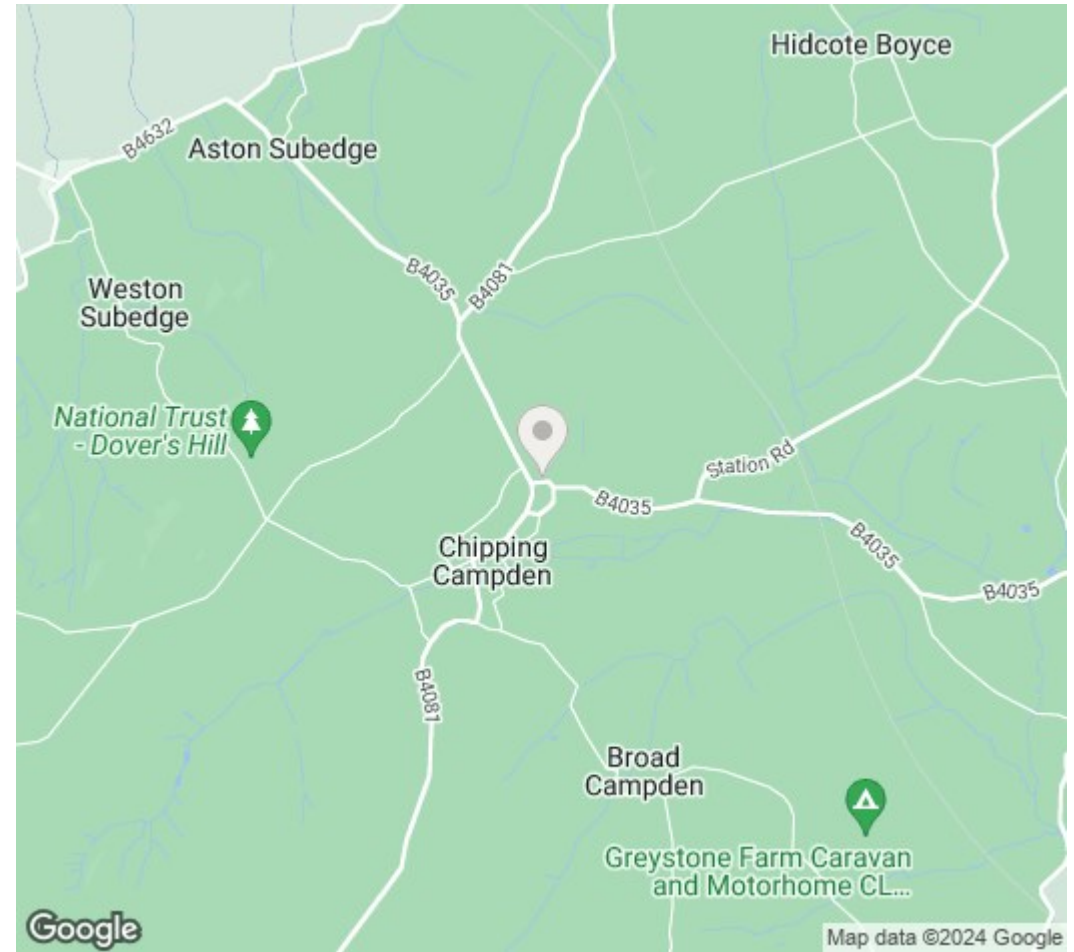 Hidcote Boyce
B4632
Aston Subedge
B4035
B4081
Weston
Subedge
National Trust
- Dover's Hill
Station Rd
B4035
B4035
B4035
Chipping
Campden
B4081
Broad
Campden
Greystone Farm Caravan
and Motorhome CL...
Google
Map data ©2024 Google